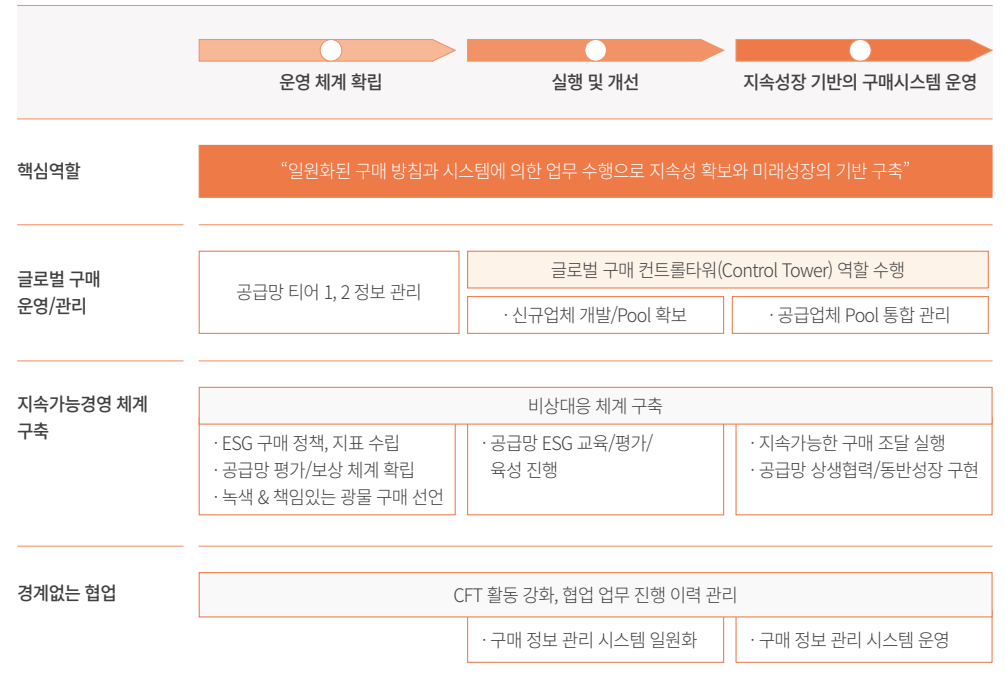 운영 체계 확립
실행 및 개선
지속성장 기반의 구매시스템 운영
핵심역할
“일원화된 구매 방침과 시스템에 의한 업무 수행으로 지속성 확보와 미래성장의 기반 구축”
글로벌 구매
운영/관리
공급망 티어 1, 2 정보 관리
글로벌 구매 컨트롤타워(Control Tower) 역할 수행
· 신규업체 개발/Pool 확보
· 공급업체 Pool 통합 관리
지속가능경영 체계
구축
비상대응 체계 구축
· ESG 구매 정책, 지표 수립
· 공급망 평가/보상 체계 확립
· 녹색 & 책임있는 광물 구매 선언
· 공급망 ESG 교육/평가/
육성 진행
· 지속가능한 구매 조달 실행
· 공급망 상생협력/동반성장 구현
경계없는 협업
CFT 활동 강화, 협업 업무 진행 이력 관리
· 구매 정보 관리 시스템 일원화
· 구매 정보 관리 시스템 운영